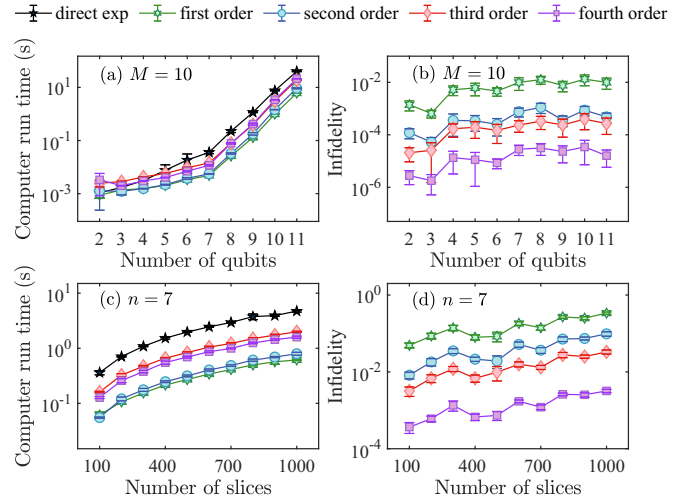 direct exp first order second order third order fourth order
(a) M = 10
Computer run time (s)
10^1
10^-1
10^-3
2 3 4 5 6 7 8 9 10 11
Number of qubits
(b) M = 10
Infidelity
10^-2
10^-4
10^-6
2 3 4 5 6 7 8 9 10 11
Number of qubits
(c) n = 7
Computer run time (s)
10^1
10^0
10^-1
100 400 700 1000
Number of slices
(d) n = 7
Infidelity
10^0
10^-2
10^-4
100 400 700 1000
Number of slices